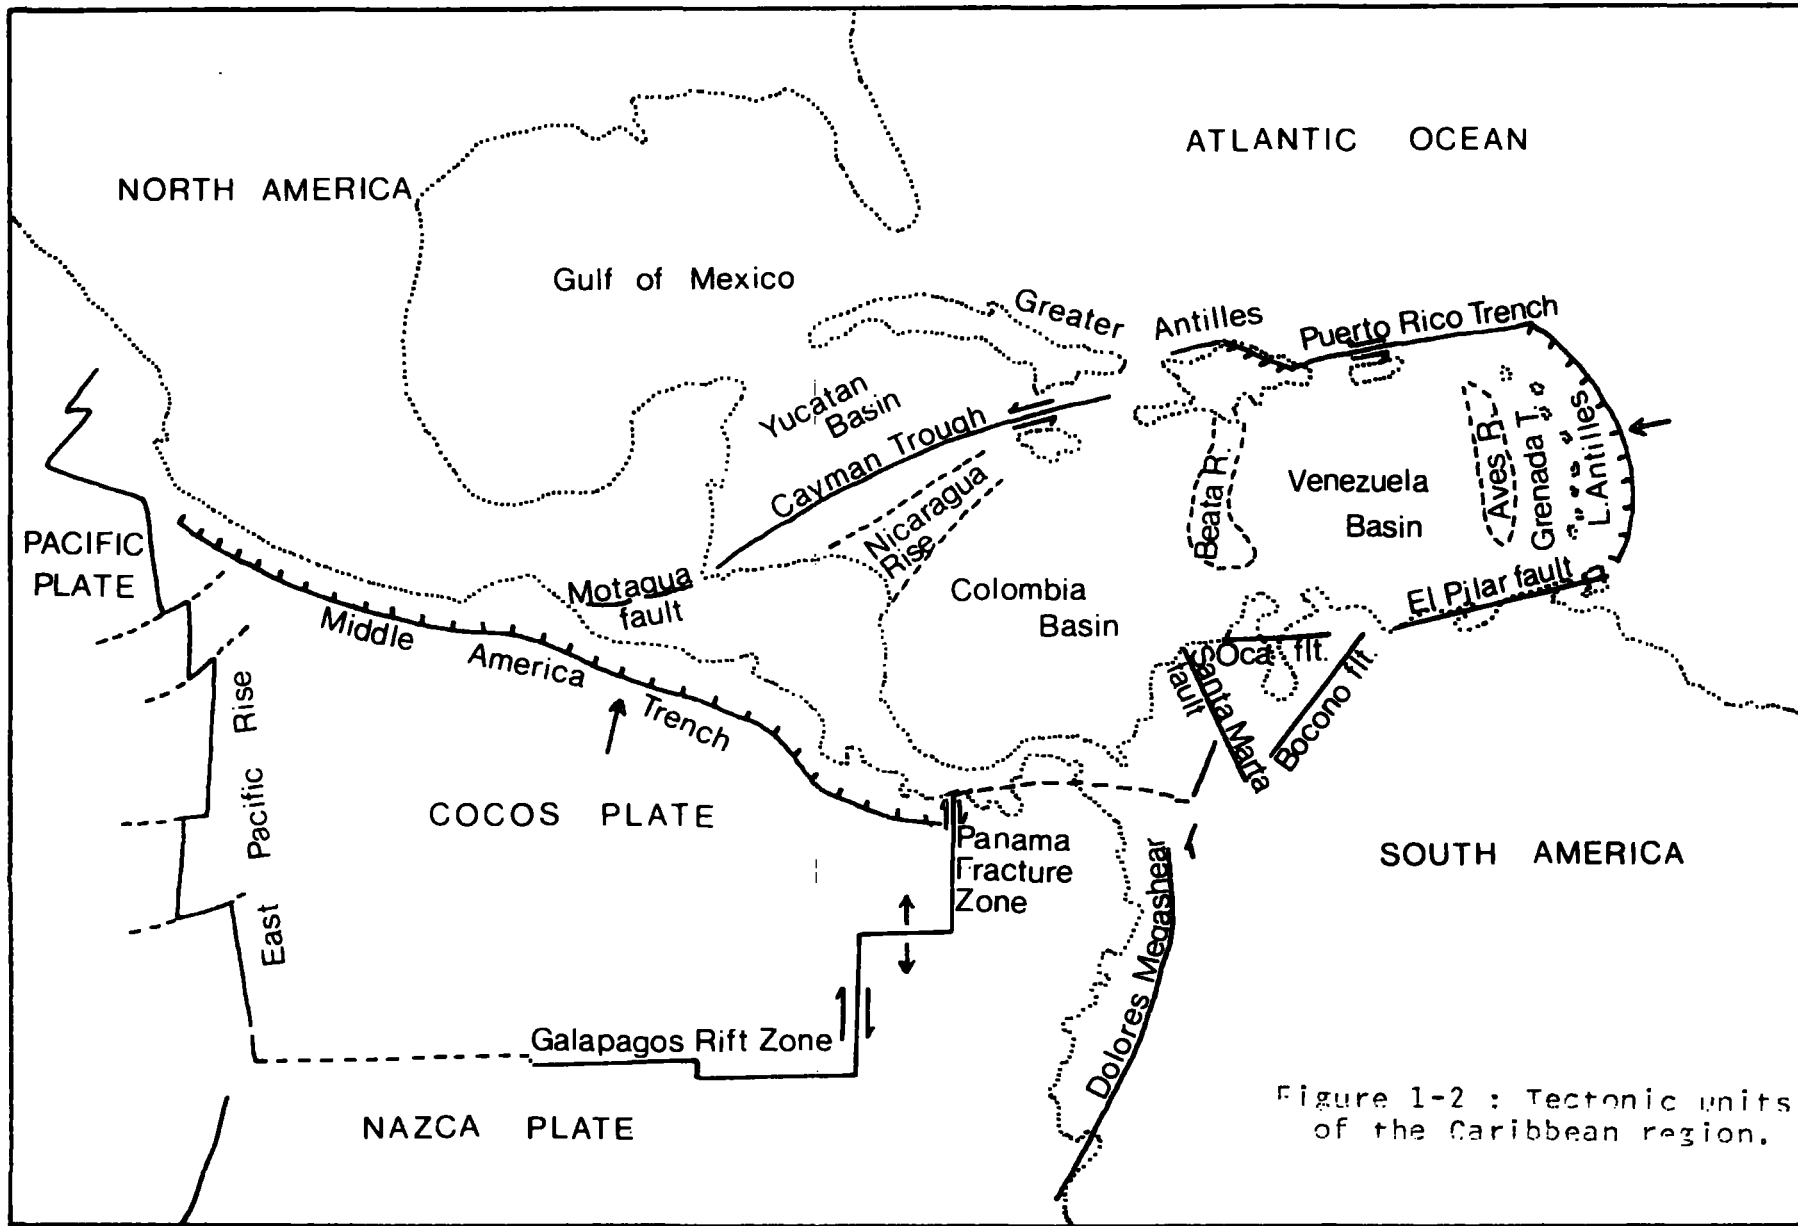 ATLANTIC OCEAN
NORTH AMERICA
Gulf of Mexico
Greater Antilles
Puerto Rico Trench
Yucatan
Basin
Cayman Trough
Nicaragua
Rise
Beata R.
Venezuela
Basin
Aves R.
Grenada T.
L. Antilles
PACIFIC
PLATE
Motagua
fault
Colombia
Basin
El Pilar fault
Middle America Trench
Oca flt.
Santa Marta
fault
Bocono flt.
East Pacific Rise
COCOS PLATE
Panama
Fracture
Zone
SOUTH AMERICA
Dolores Megashear
Galapagos Rift Zone
NAZCA PLATE
Figure 1-2 : Tectonic units
of the Caribbean region.